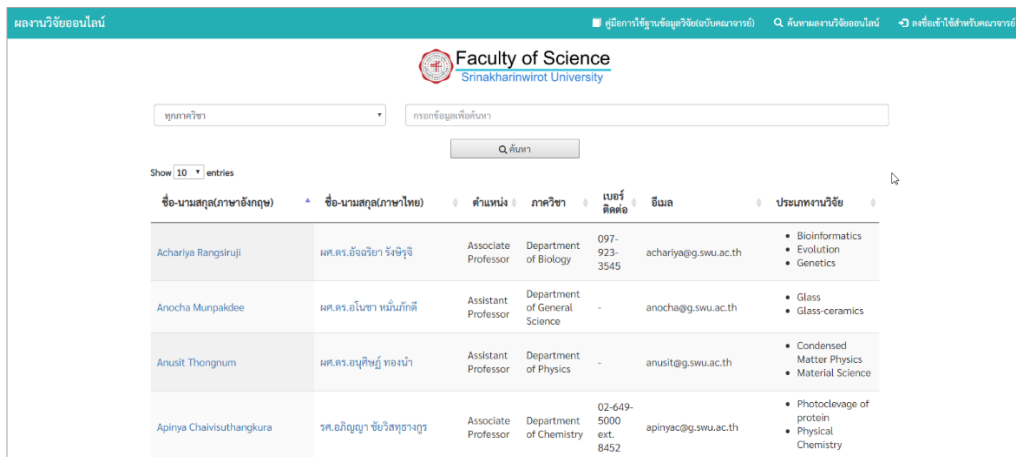 ผลงานวิจัยออนไลน์
คู่มือการใช้ฐานข้อมูลวิจัย(ฉบับคณาจารย์) ค้นหาผลงานวิจัยออนไลน์ ลงชื่อเข้าใช้สำหรับคณาจารย์
Faculty of Science
Srinakharinwirot University
ทุกภาควิชา กรอกข้อมูลเพื่อค้นหา
ค้นหา
Show 10 entries
ชื่อ-นามสกุล(ภาษาอังกฤษ) ชื่อ-นามสกุล(ภาษาไทย) ตำแหน่ง ภาควิชา เบอร์ติดต่อ อีเมล ประเภทงานวิจัย
Achariya Rangsiruji ผศ.ดร.อัจฉริยา รังษิรุจิ Associate Professor Department of Biology 097-923-3545 achariya@g.swu.ac.th
Bioinformatics
Evolution
Genetics
Anocha Munpakdee ผศ.ดร.อโนชา หมั่นภักดี Assistant Professor Department of General Science - anocha@g.swu.ac.th
Glass
Glass-ceramics
Anusit Thongnum ผศ.ดร.อนุศิษฏ์ ทองนำ Assistant Professor Department of Physics - anusit@g.swu.ac.th
Condensed Matter Physics
Material Science
Apinya Chaivisuthangkura รศ.อภิญญา ชัยวิสุทธางกูร Associate Professor Department of Chemistry 02-649-5000 ext. 8452 apinyac@g.swu.ac.th
Photoclevage of protein
Physical Chemistry